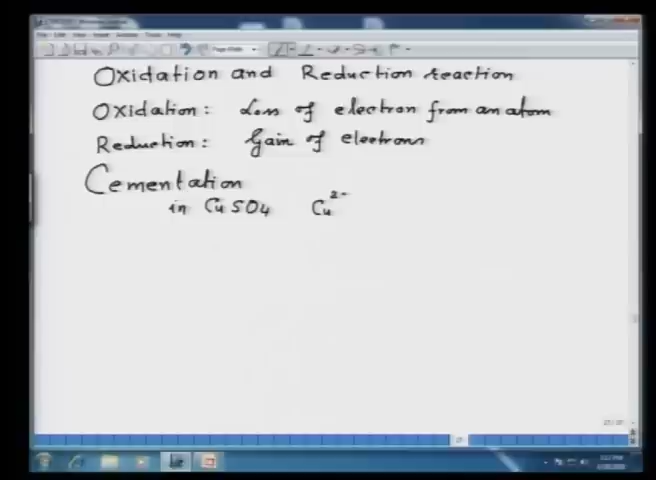 Oxidation and Reduction reaction
Oxidation: Loss of electron from an atom
Reduction: Gain of electrons
Cementation
in CuSO4 Cu²⁻